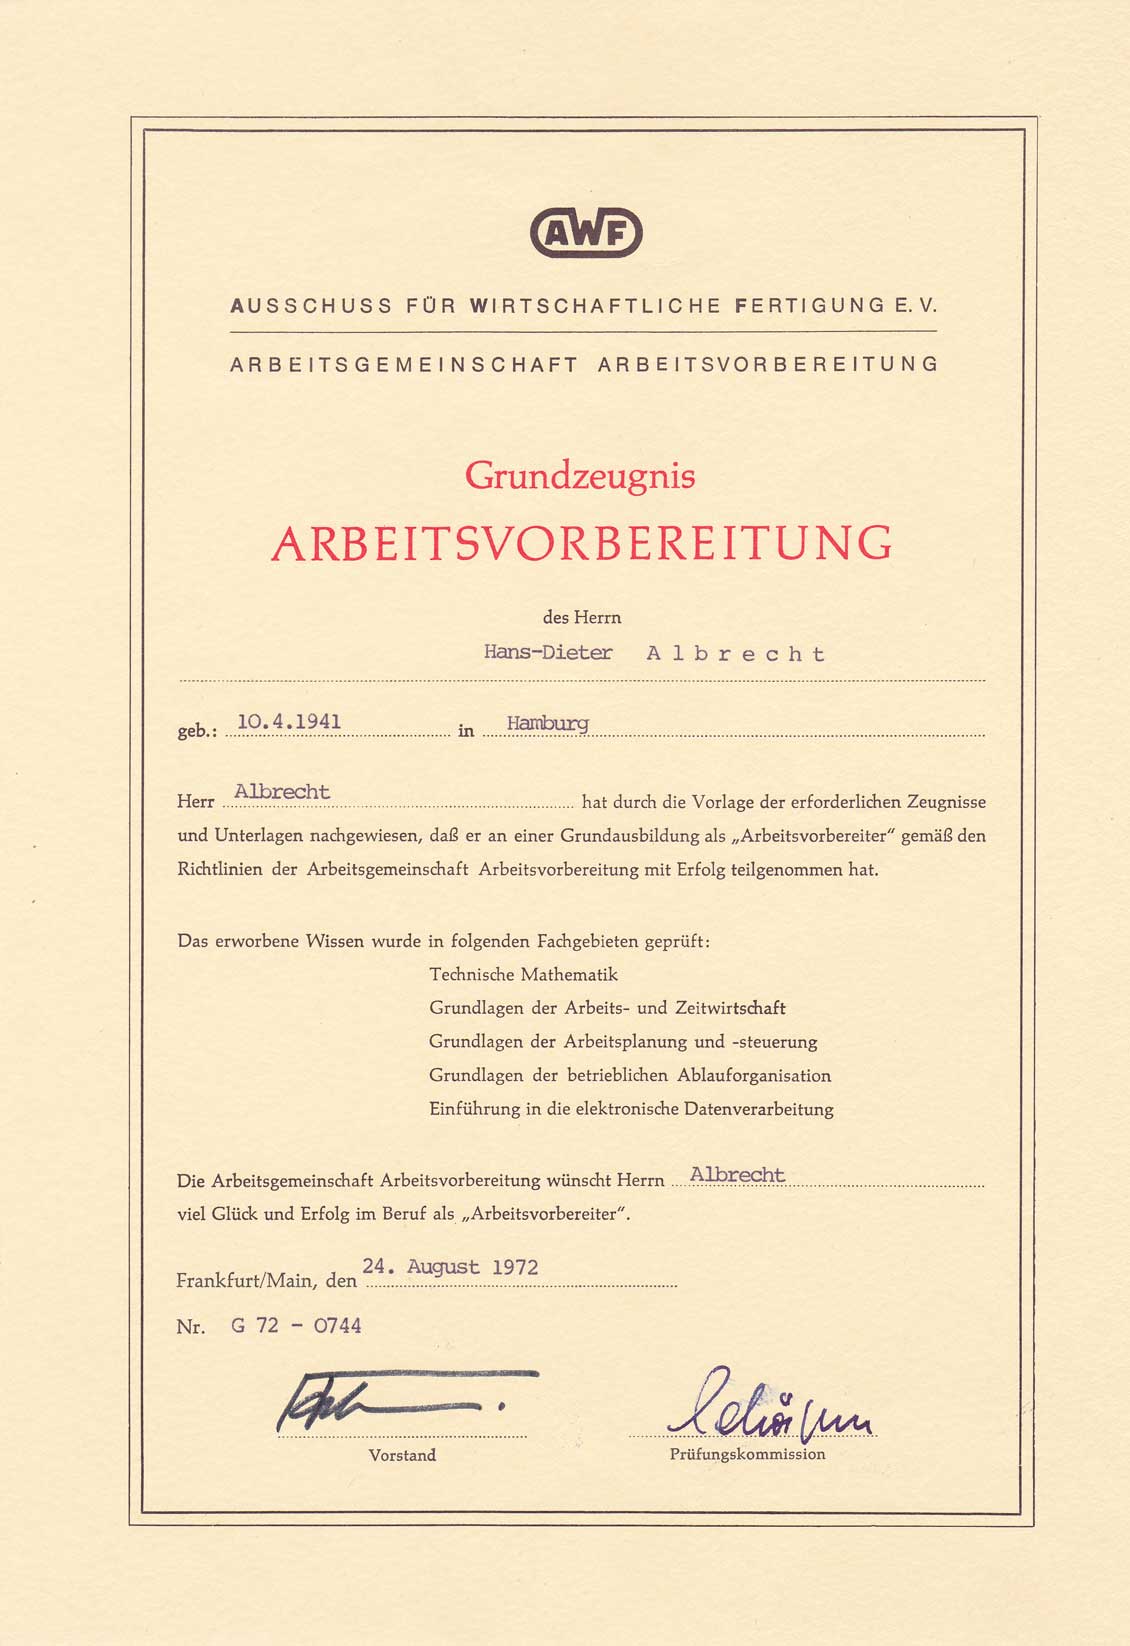 AWF
AUSSCHUSS FÜR WIRTSCHAFTLICHE FERTIGUNG E. V.
ARBEITSGEMEINSCHAFT ARBEITSVORBEREITUNG
Grundzeugnis
ARBEITSVORBEREITUNG
des Herrn
Hans-Dieter Albrecht
geb.: 10.4.1941 in Hamburg
Herr Albrecht hat durch die Vorlage der erforderlichen Zeugnisse
und Unterlagen nachgewiesen, daß er an einer Grundausbildung als „Arbeitsvorbereiter“ gemäß den
Richtlinien der Arbeitsgemeinschaft Arbeitsvorbereitung mit Erfolg teilgenommen hat.
Das erworbene Wissen wurde in folgenden Fachgebieten geprüft:
Technische Mathematik
Grundlagen der Arbeits- und Zeitwirtschaft
Grundlagen der Arbeitsplanung und -steuerung
Grundlagen der betrieblichen Ablauforganisation
Einführung in die elektronische Datenverarbeitung
Die Arbeitsgemeinschaft Arbeitsvorbereitung wünscht Herrn Albrecht
viel Glück und Erfolg im Beruf als „Arbeitsvorbereiter“.
Frankfurt/Main, den 24. August 1972
Nr. G 72 - 0744
Vorstand Prüfungskommission